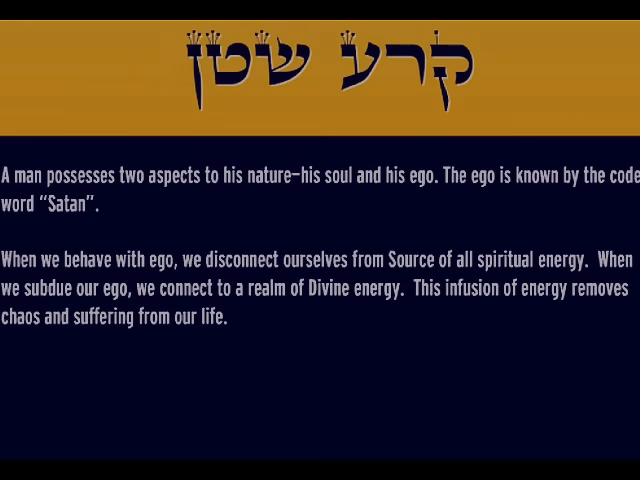 קרע שטן
A man possesses two aspects to his nature–his soul and his ego. The ego is known by the code
word “Satan”.
When we behave with ego, we disconnect ourselves from Source of all spiritual energy. When
we subdue our ego, we connect to a realm of Divine energy. This infusion of energy removes
chaos and suffering from our life.